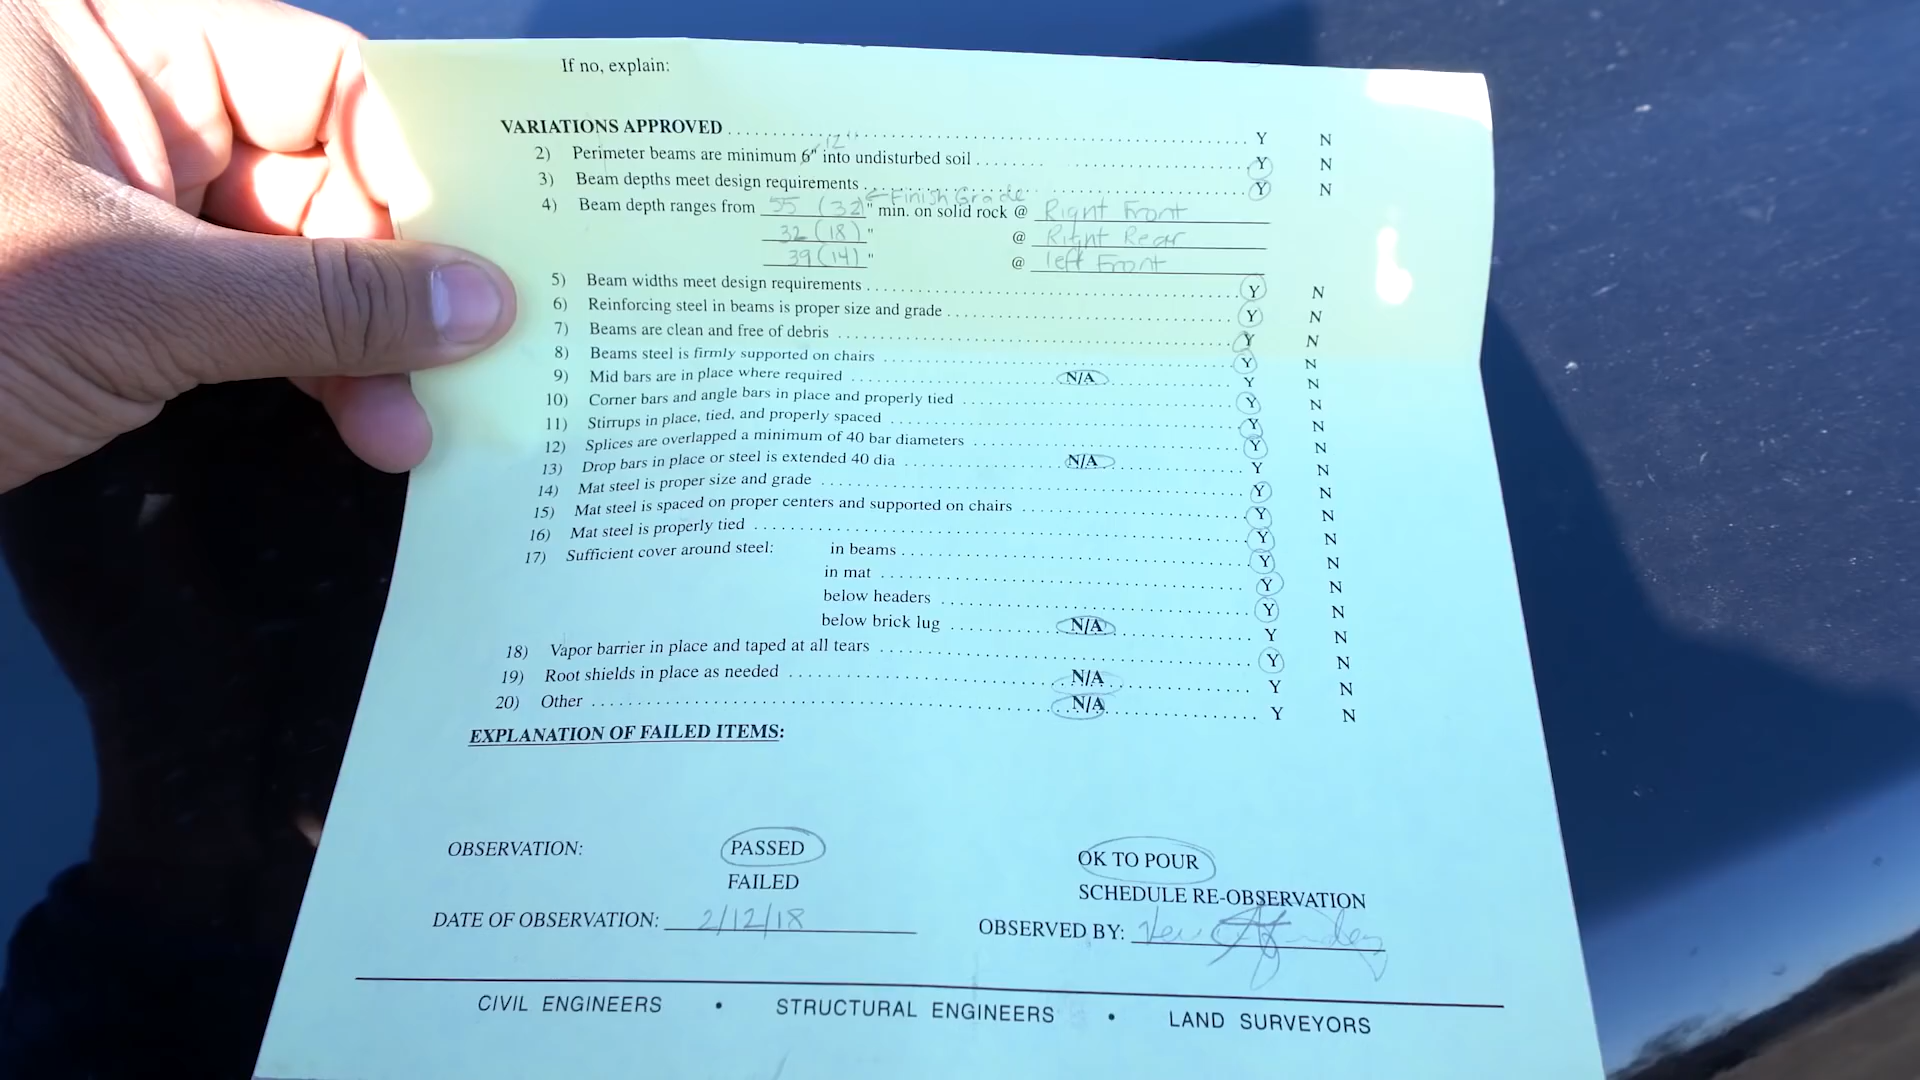 If no, explain:
VARIATIONS APPROVED ........ Y N
12"
2) Perimeter beams are minimum 6" into undisturbed soil ........ Y N
3) Beam depths meet design requirements ........ Y N
← Finish Grade
4) Beam depth ranges from 55 (32)" min. on solid rock @ Right Front
32 (18) " @ Right Rear
39 (14) " @ left Front
5) Beam widths meet design requirements ........ Y N
6) Reinforcing steel in beams is proper size and grade ........ Y N
7) Beams are clean and free of debris ........ Y N
8) Beams steel is firmly supported on chairs ........ Y N
9) Mid bars are in place where required ........ N/A ........ Y N
10) Corner bars and angle bars in place and properly tied ........ Y N
11) Stirrups in place, tied, and properly spaced ........ Y N
12) Splices are overlapped a minimum of 40 bar diameters ........ Y N
13) Drop bars in place or steel is extended 40 dia ........ N/A ........ Y N
14) Mat steel is proper size and grade ........ Y N
15) Mat steel is spaced on proper centers and supported on chairs ........ Y N
16) Mat steel is properly tied ........ Y N
17) Sufficient cover around steel: in beams ........ Y N
in mat ........ Y N
below headers ........ Y N
below brick lug ........ N/A ........ Y N
18) Vapor barrier in place and taped at all tears ........ Y N
19) Root shields in place as needed ........ N/A ........ Y N
20) Other ........ N/A ........ Y N
EXPLANATION OF FAILED ITEMS:
OBSERVATION: PASSED OK TO POUR
FAILED SCHEDULE RE-OBSERVATION
DATE OF OBSERVATION: 2/12/18 OBSERVED BY:
CIVIL ENGINEERS • STRUCTURAL ENGINEERS • LAND SURVEYORS